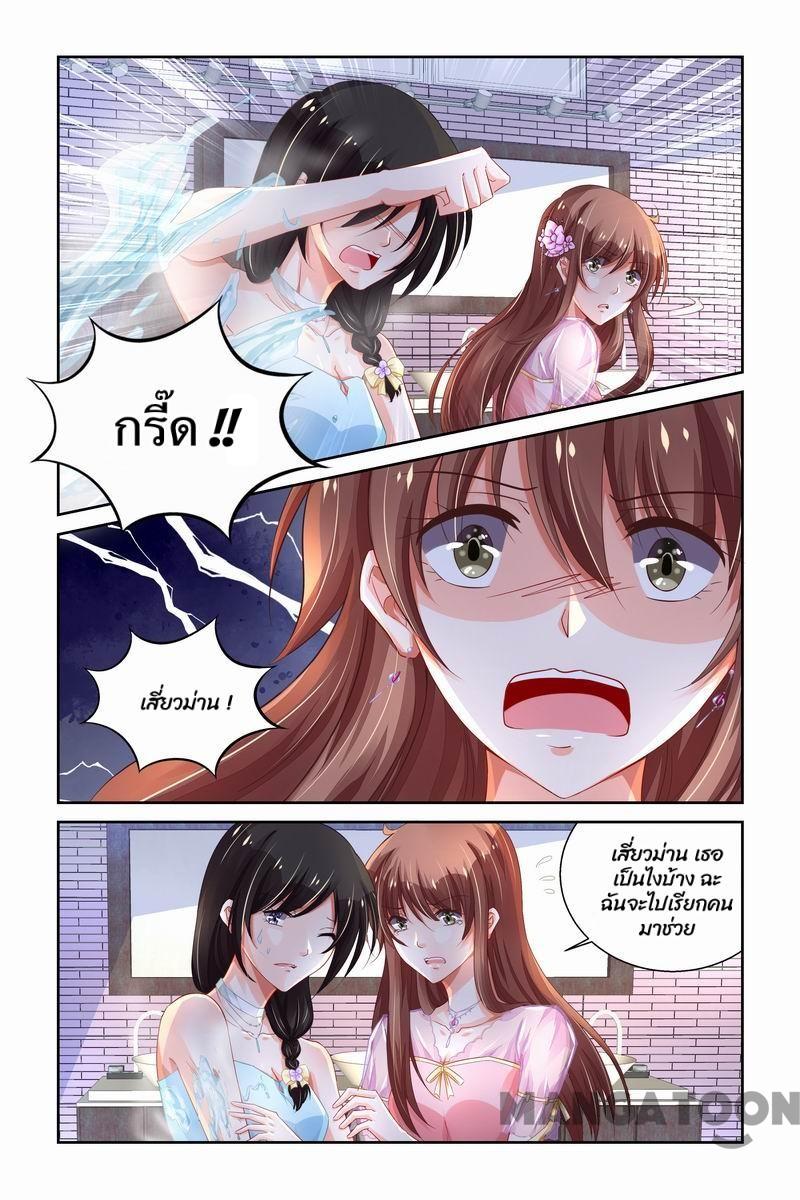 กรี๊ด !!
เสี่ยวม่าน !
เสี่ยวม่าน เธอ
เป็นไงบ้าง ฉะ
ฉันจะไปเรียกคน
มาช่วย
MANGATOON